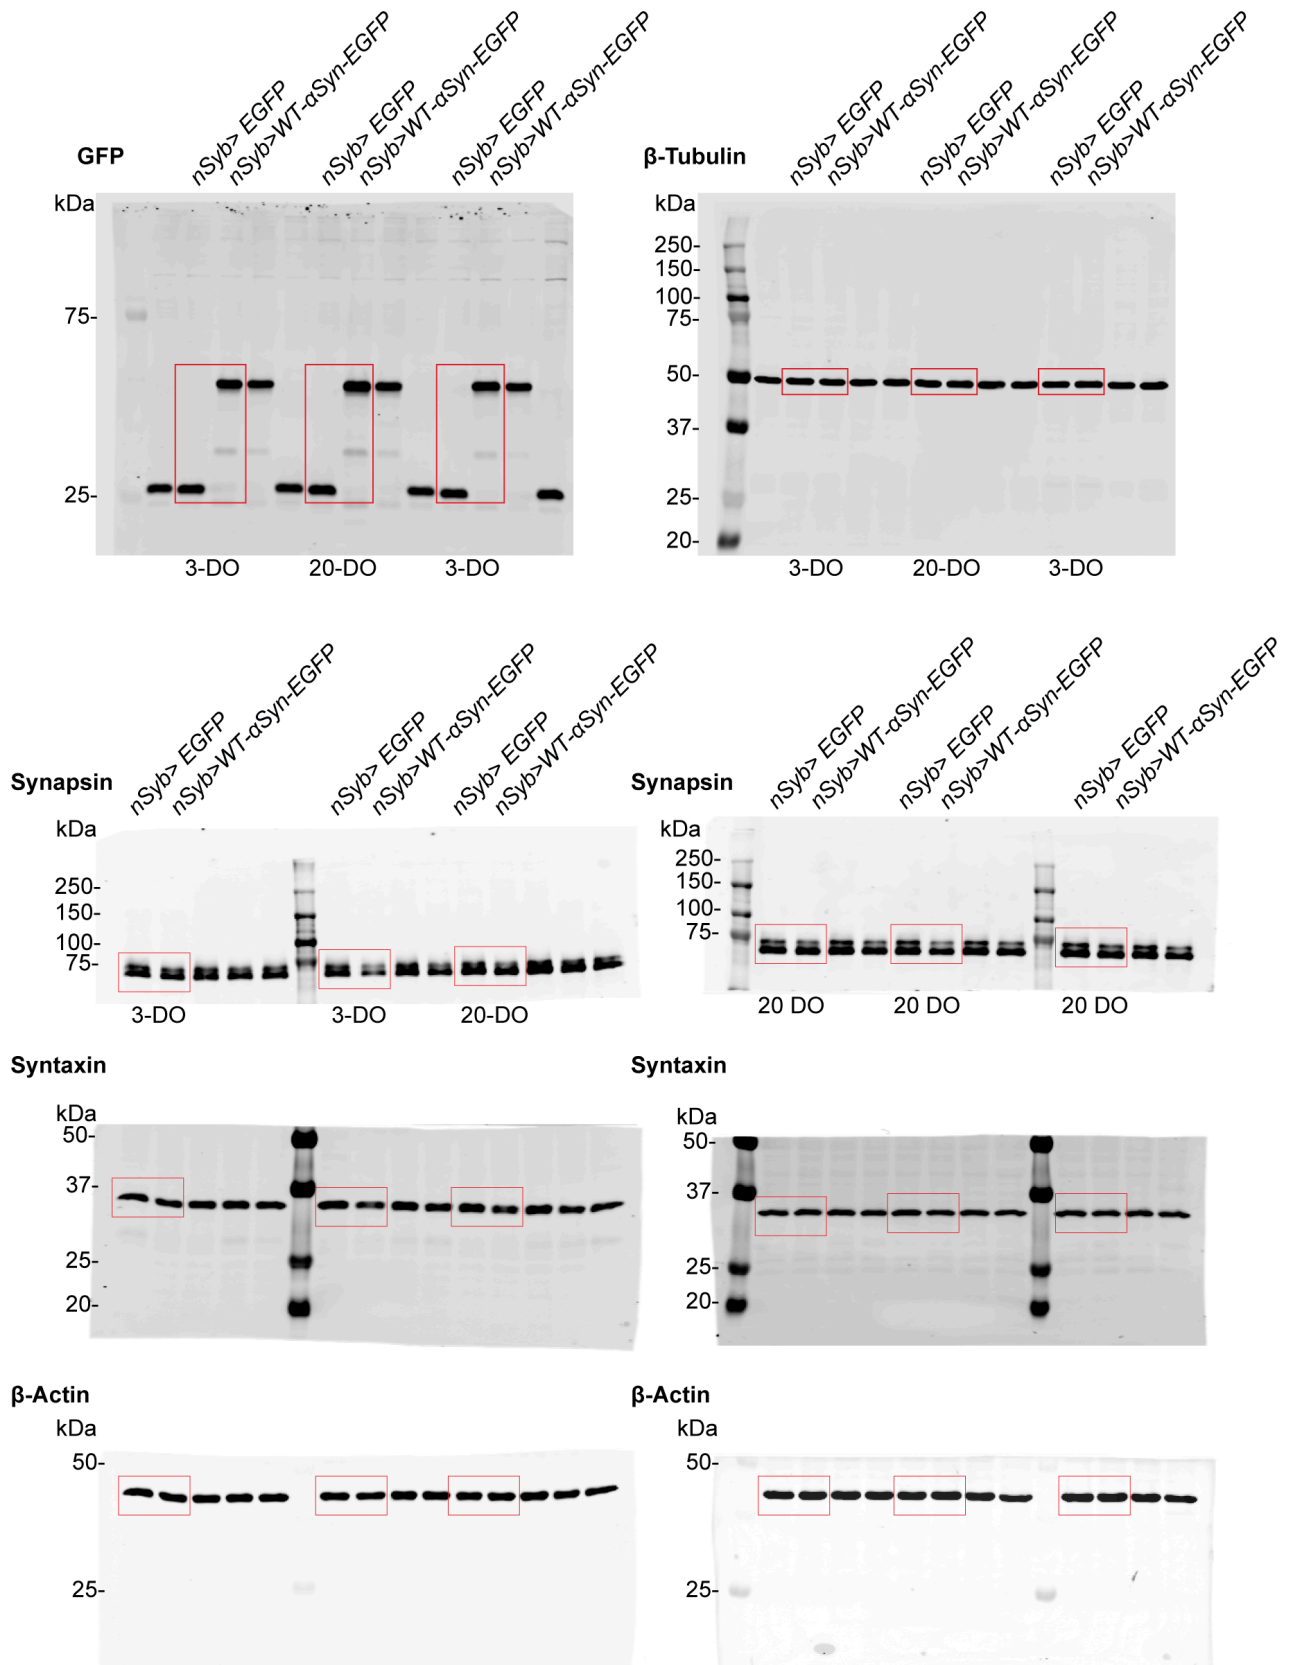 GFP
nSyb> EGFP
nSyb>WT-αSyn-EGFP
nSyb> EGFP
nSyb>WT-αSyn-EGFP
nSyb> EGFP
nSyb>WT-αSyn-EGFP
kDa
75-
25-
3-DO 20-DO 3-DO
β-Tubulin
nSyb> EGFP
nSyb>WT-αSyn-EGFP
nSyb> EGFP
nSyb>WT-αSyn-EGFP
nSyb> EGFP
nSyb>WT-αSyn-EGFP
kDa
250-
150-
100-
75-
50-
37-
25-
20-
3-DO 20-DO 3-DO
Synapsin
nSyb> EGFP
nSyb>WT-αSyn-EGFP
nSyb> EGFP
nSyb>WT-αSyn-EGFP
nSyb> EGFP
nSyb>WT-αSyn-EGFP
kDa
250-
150-
100-
75-
3-DO 3-DO 20-DO
Synapsin
nSyb> EGFP
nSyb>WT-αSyn-EGFP
nSyb> EGFP
nSyb>WT-αSyn-EGFP
nSyb> EGFP
nSyb>WT-αSyn-EGFP
kDa
250-
150-
100-
75-
20 DO 20 DO 20 DO
Syntaxin
kDa
50-
37-
25-
20-
Syntaxin
kDa
50-
37-
25-
20-
β-Actin
kDa
50-
25-
β-Actin
kDa
50-
25-